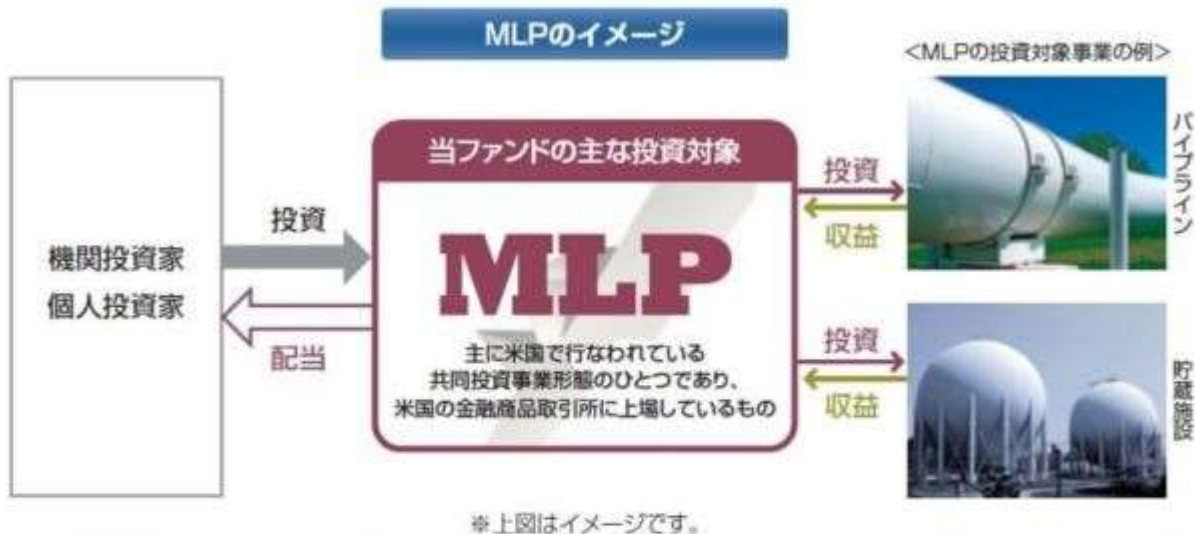 MLPのイメージ
<MLPの投資対象事業の例>
機関投資家
個人投資家
投資
配当
当ファンドの主な投資対象
MLP
主に米国で行なわれている
共同投資事業形態のひとつであり、
米国の金融商品取引所に上場しているもの
投資
収益
パイプライン
投資
収益
貯蔵施設
※上図はイメージです。